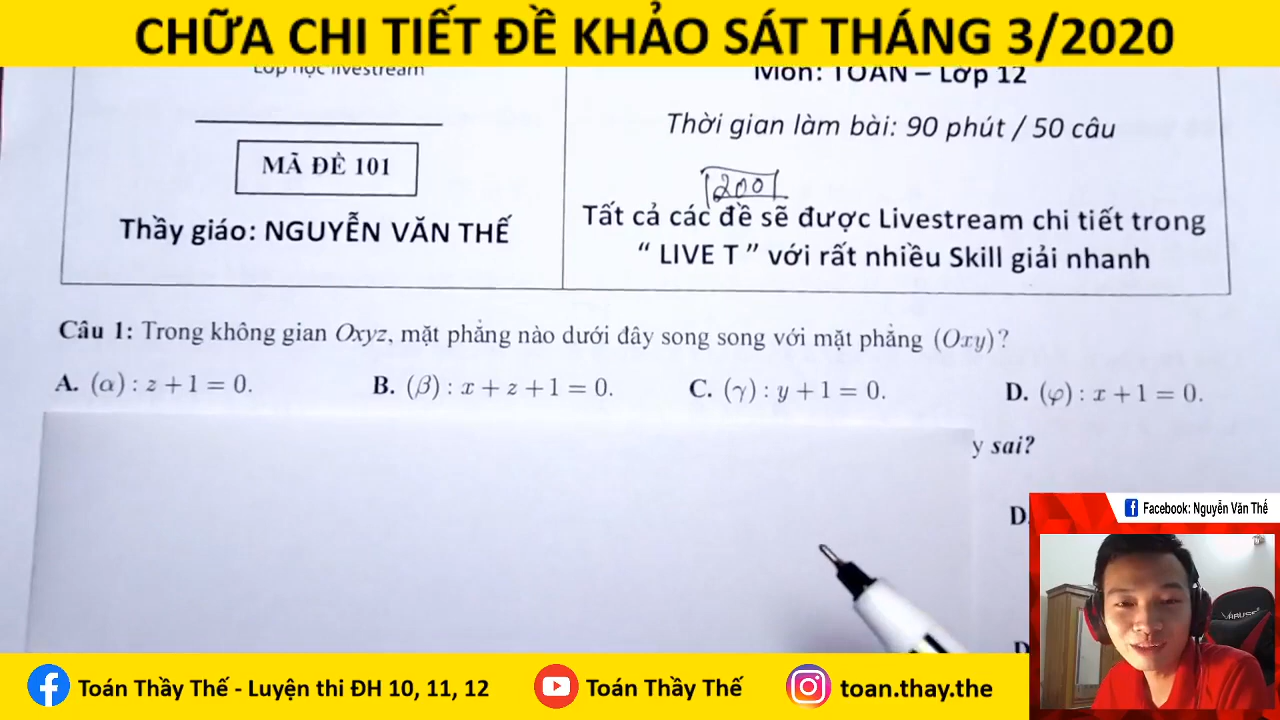 CHỮA CHI TIẾT ĐỀ KHẢO SÁT THÁNG 3/2020
Lớp học livestream
MÃ ĐỀ 101
Thầy giáo: NGUYỄN VĂN THẾ
Môn: TOÁN – Lớp 12
Thời gian làm bài: 90 phút / 50 câu
200
Tất cả các đề sẽ được Livestream chi tiết trong
“ LIVE T ” với rất nhiều Skill giải nhanh
Câu 1: Trong không gian Oxyz, mặt phẳng nào dưới đây song song với mặt phẳng (Oxy)?
A. (α) : z + 1 = 0. B. (β) : x + z + 1 = 0. C. (γ) : y + 1 = 0. D. (φ) : x + 1 = 0.
y sai?
D.
Facebook: Nguyễn Văn Thế
Toán Thầy Thế - Luyện thi ĐH 10, 11, 12
Toán Thầy Thế
toan.thay.the